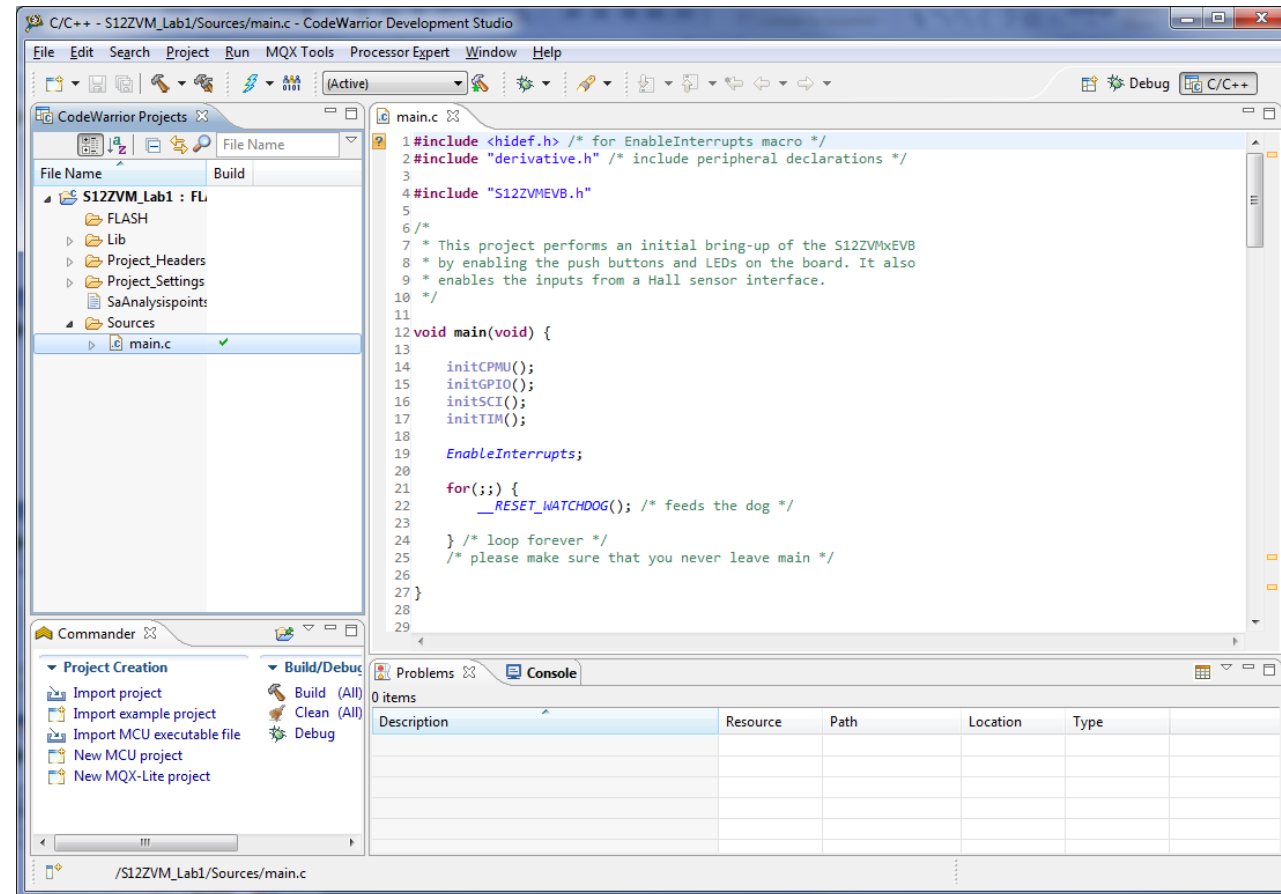 C/C++ - S12ZVM_Lab1/Sources/main.c - CodeWarrior Development Studio
File Edit Search Project Run MQX Tools Processor Expert Window Help
(Active)
Debug C/C++
CodeWarrior Projects
File Name
File Name Build
S12ZVM_Lab1 : FL
FLASH
Lib
Project_Headers
Project_Settings
SaAnalysispoints
Sources
main.c
main.c
1 #include <hidef.h> /* for EnableInterrupts macro */
2 #include "derivative.h" /* include peripheral declarations */
3
4 #include "S12ZVMEVB.h"
5
6 /*
7 * This project performs an initial bring-up of the S12ZVMxEVB
8 * by enabling the push buttons and LEDs on the board. It also
9 * enables the inputs from a Hall sensor interface.
10 */
11
12 void main(void) {
13
14 initCPMU();
15 initGPIO();
16 initSCI();
17 initTIM();
18
19 EnableInterrupts;
20
21 for(;;) {
22 __RESET_WATCHDOG(); /* feeds the dog */
23
24 } /* loop forever */
25 /* please make sure that you never leave main */
26
27 }
28
29
Commander
Project Creation
Import project
Import example project
Import MCU executable file
New MCU project
New MQX-Lite project
Build/Debug
Build (All)
Clean (All)
Debug
Problems Console
0 items
Description Resource Path Location Type
/S12ZVM_Lab1/Sources/main.c